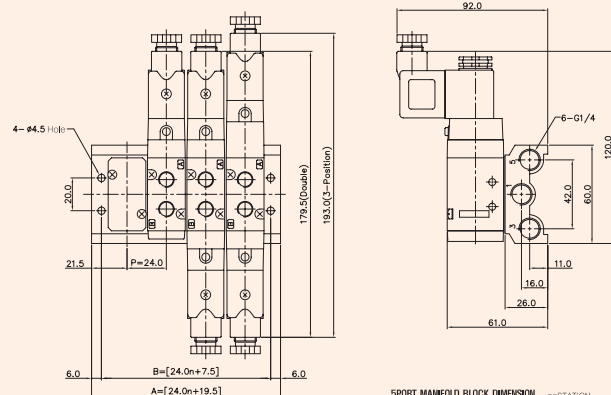 92.0
4-ø4.5 Hole
6-G1/4
20.0
179.5(Double)
193.0(3-Position)
A
A
A
B
B
B
5
1
3
42.0
60.0
120.0
21.5
P=24.0
11.0
16.0
26.0
61.0
6.0
B=[24.0n+7.5]
6.0
A=[24.0n+19.5]
5PORT MANIFOLD BLOCK DIMENSION n=STATION